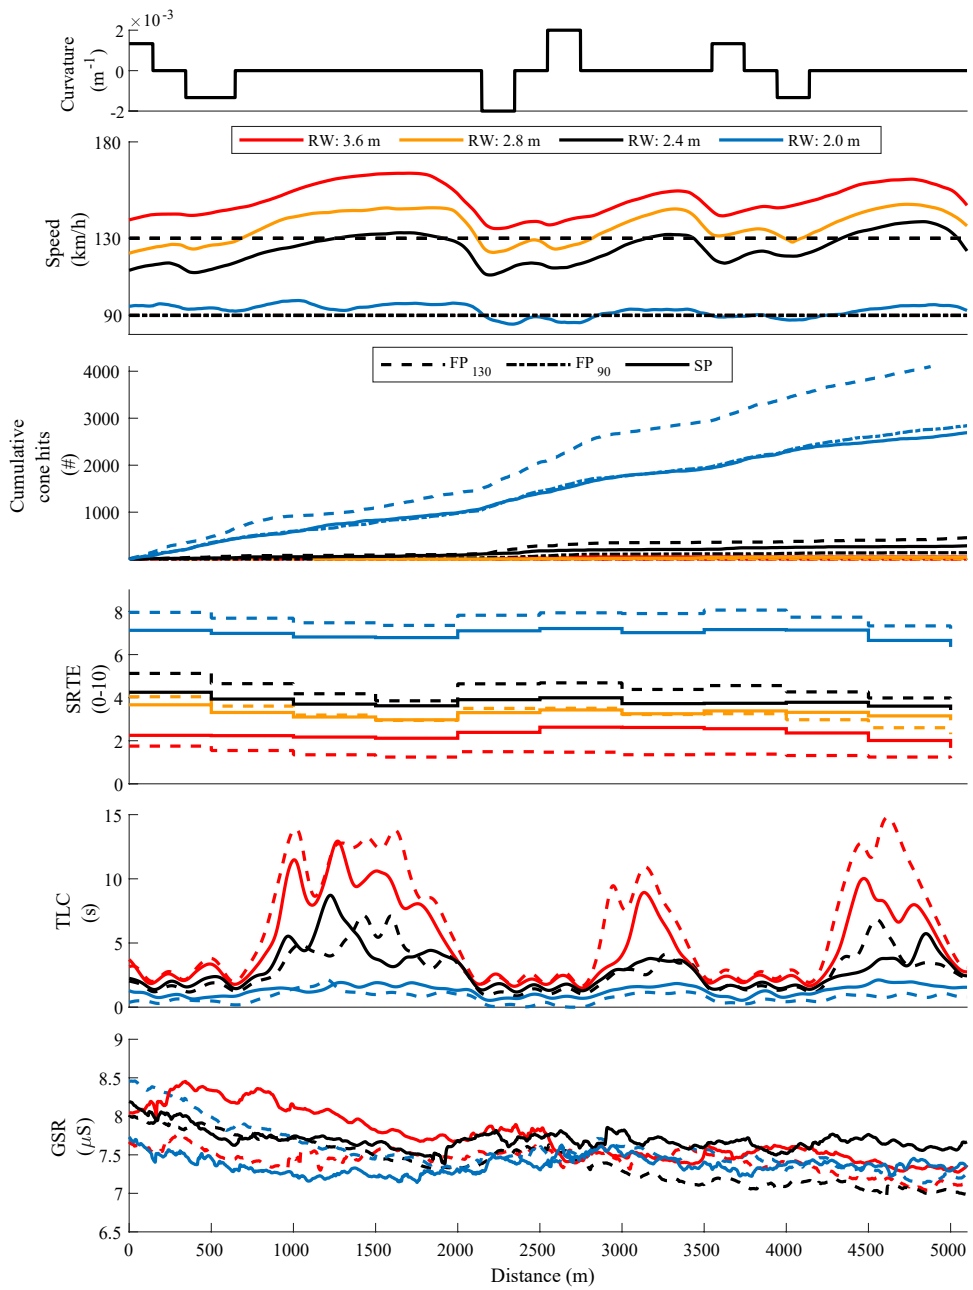 ×10⁻³
2
0
-2
Curvature
(m⁻¹)
RW: 3.6 m RW: 2.8 m RW: 2.4 m RW: 2.0 m
180
130
90
Speed
(km/h)
FP130 FP90 SP
4000
3000
2000
1000
Cumulative
cone hits
(#)
8
6
4
2
0
SRTE
(0-10)
15
10
5
0
TLC
(s)
9
8.5
8
7.5
7
6.5
GSR
(μS)
0 500 1000 1500 2000 2500 3000 3500 4000 4500 5000
Distance (m)